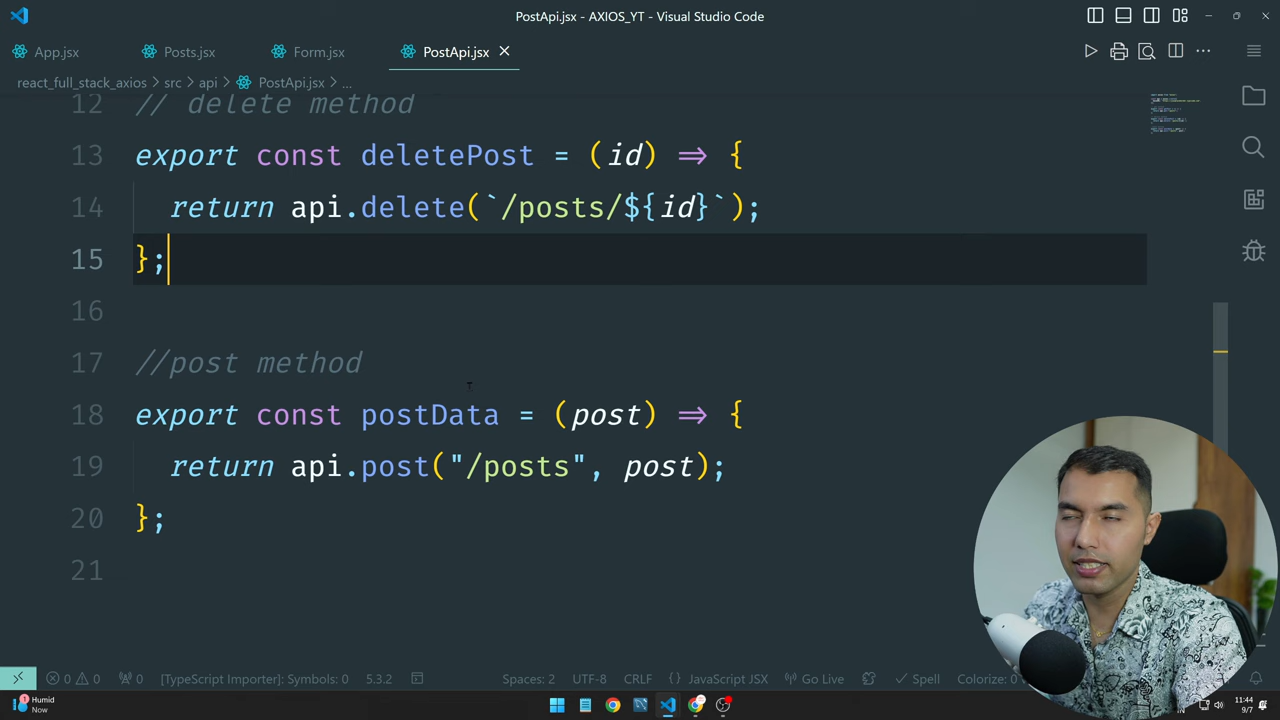 PostApi.jsx - AXIOS_YT - Visual Studio Code
App.jsx Posts.jsx Form.jsx PostApi.jsx
react_full_stack_axios > src > api > PostApi.jsx > ...
12 // delete method
13 export const deletePost = (id) => {
14 return api.delete(`/posts/${id}`);
15 };
16
17 //post method
18 export const postData = (post) => {
19 return api.post("/posts", post);
20 };
21
0 0 0 [TypeScript Importer]: Symbols: 0 5.3.2 Spaces: 2 UTF-8 CRLF {} JavaScript JSX Go Live Spell Colorize: 0
1 Humid 11:44
Now 9/7